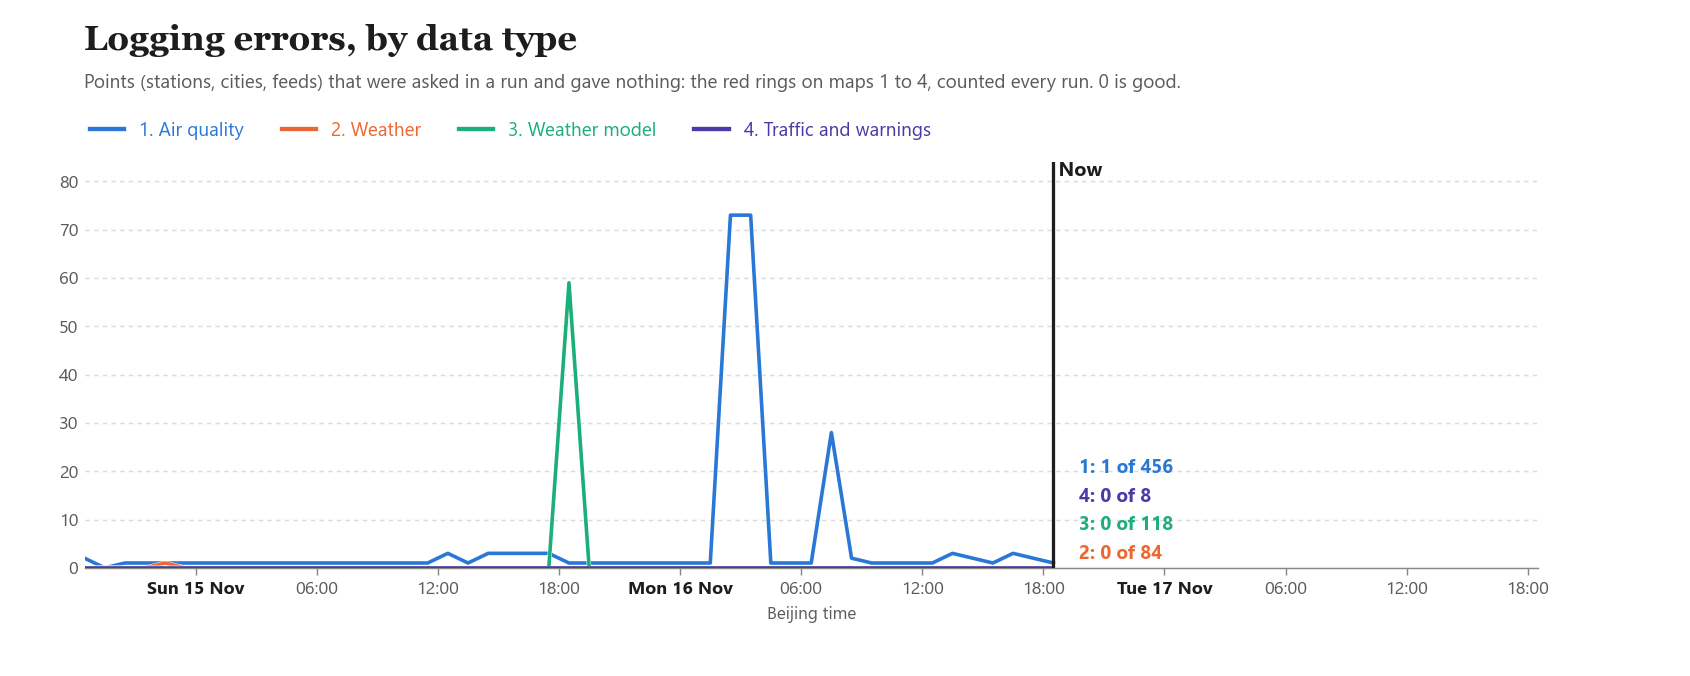 Logging errors, by data type
Points (stations, cities, feeds) that were asked in a run and gave nothing: the red rings on maps 1 to 4, counted every run. 0 is good.
1. Air quality 2. Weather 3. Weather model 4. Traffic and warnings
Now
80
70
60
50
40
30
20
10
0
1: 1 of 456
4: 0 of 8
3: 0 of 118
2: 0 of 84
Sun 15 Nov 06:00 12:00 18:00 Mon 16 Nov 06:00 12:00 18:00 Tue 17 Nov 06:00 12:00 18:00
Beijing time